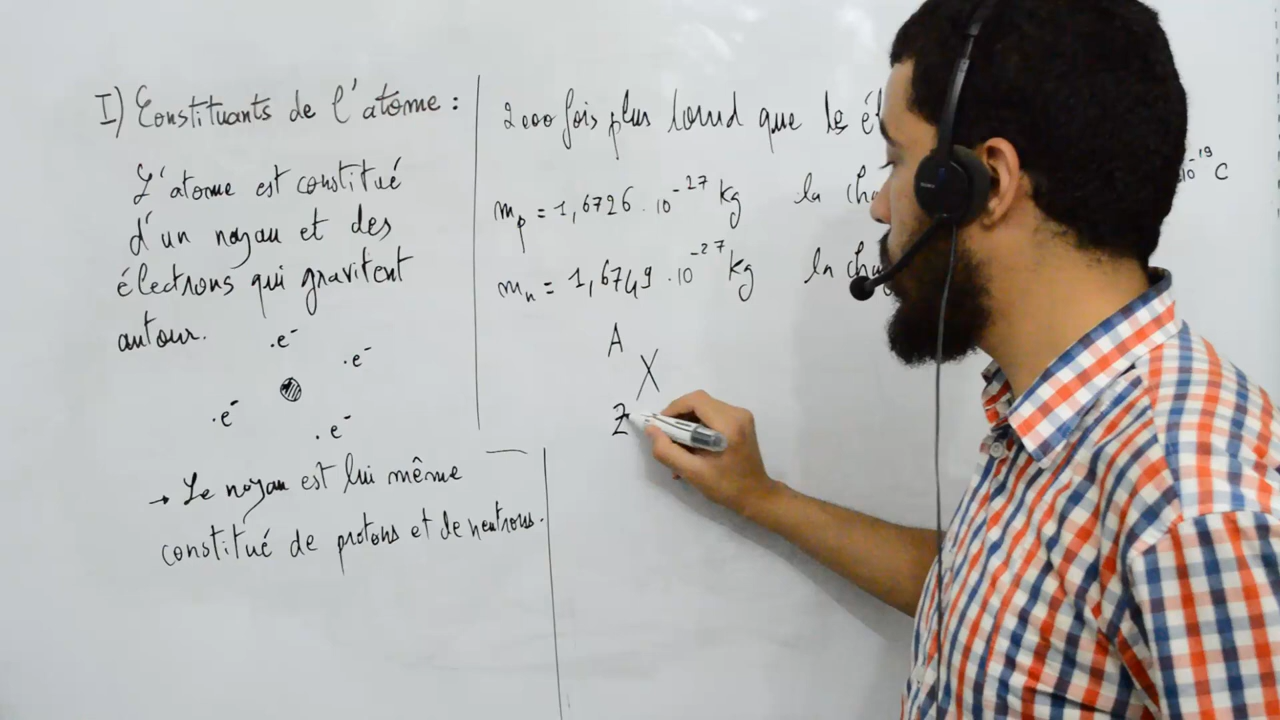 I) Constituants de l'atome :
L'atome est constitué
d'un noyau et des
électrons qui gravitent
autour.
.e⁻
.e⁻
.e⁻
.e⁻
→ Le noyau est lui même
constitué de protons et de neutrons.
2000 fois plus lourd que les
mp = 1,6726 . 10⁻²⁷ kg la 10⁻¹⁹ C
mn = 1,6749 . 10⁻²⁷ kg la
A
X
Z